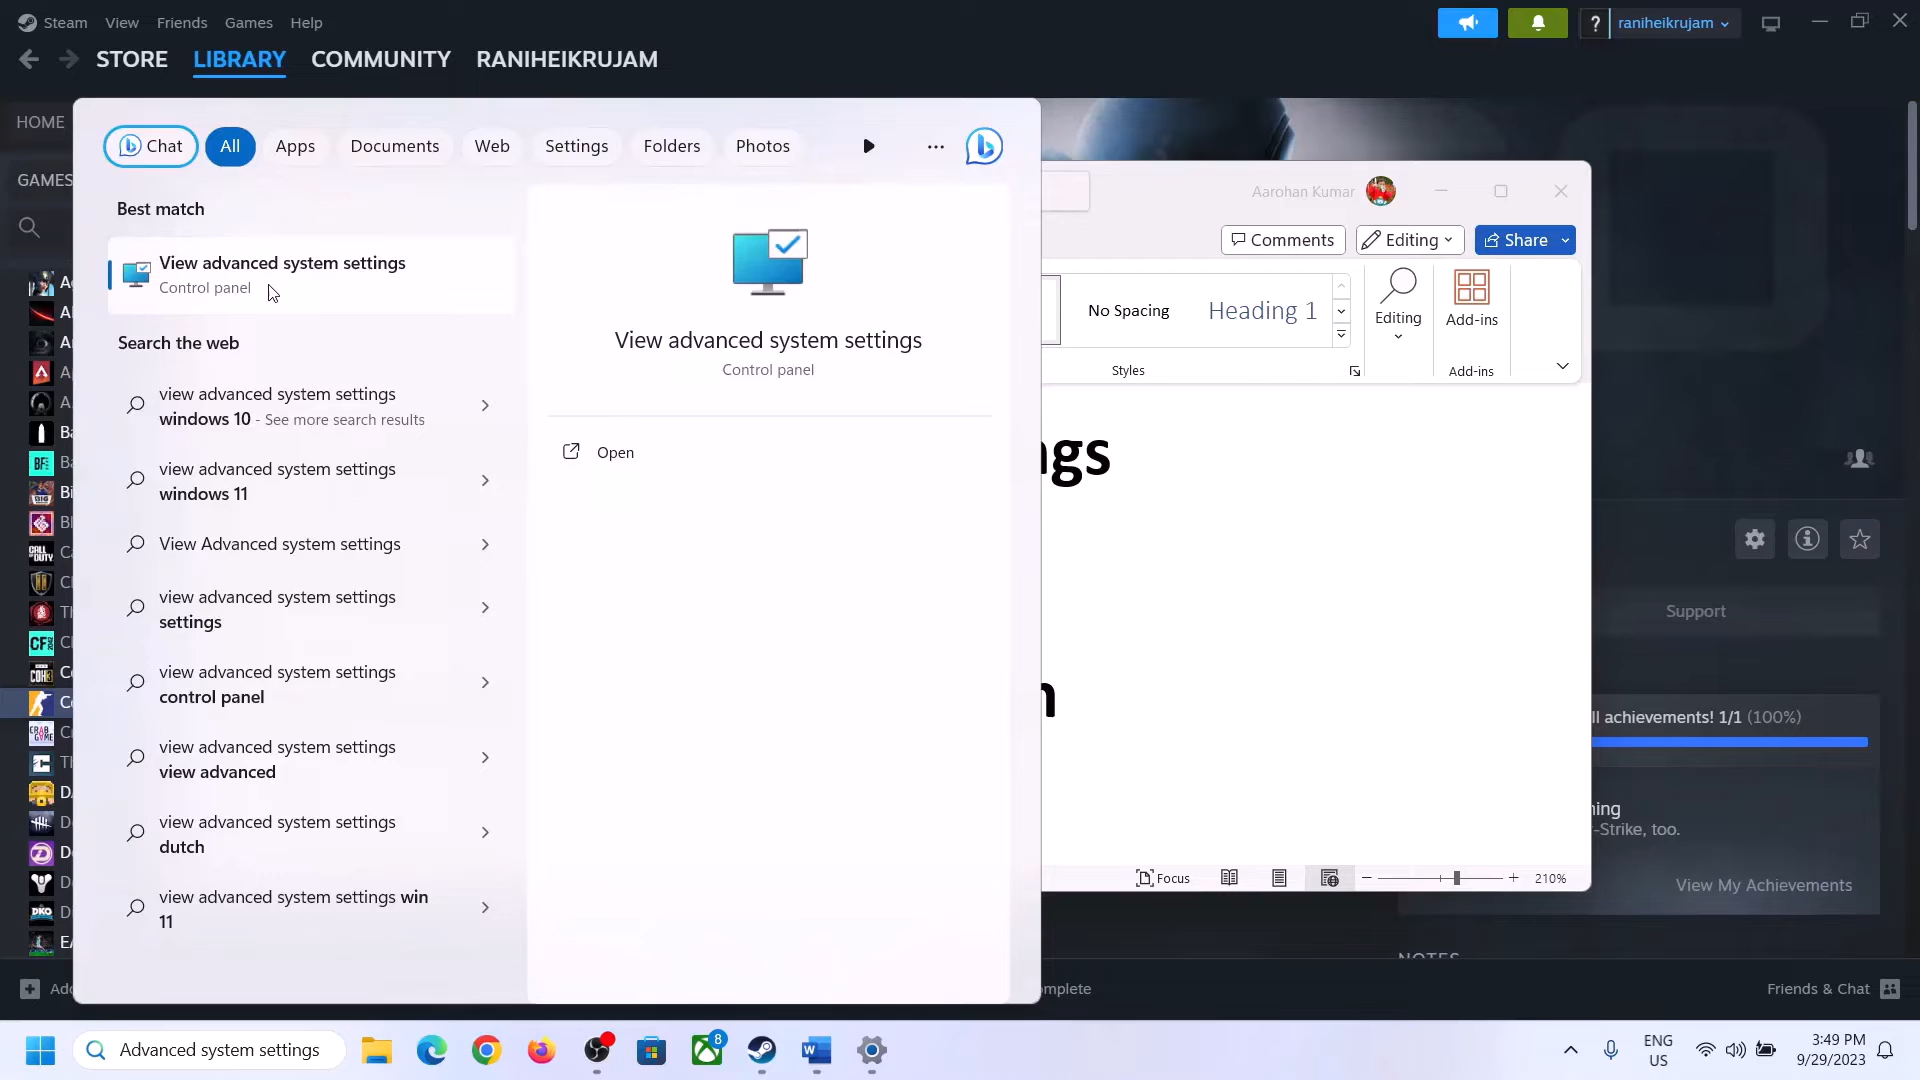 Steam View Friends Games Help
raniheikrujam
STORE LIBRARY COMMUNITY RANIHEIKRUJAM
HOME
GAMES
Chat All Apps Documents Web Settings Folders Photos
Best match
View advanced system settings
Control panel
Search the web
view advanced system settings
windows 10 - See more search results
view advanced system settings
windows 11
View Advanced system settings
view advanced system settings
settings
view advanced system settings
control panel
view advanced system settings
view advanced
view advanced system settings
dutch
view advanced system settings win
11
View advanced system settings
Control panel
Open
Aarohan Kumar
Comments Editing Share
No Spacing Heading 1
Editing
Add-ins
Styles
Add-ins
ngs
n
Focus
210%
Support
ll achievements! 1/1 (100%)
ning
-Strike, too.
View My Achievements
NOTES
Add
mplete
Friends & Chat
Advanced system settings
8
ENG
US
3:49 PM
9/29/2023